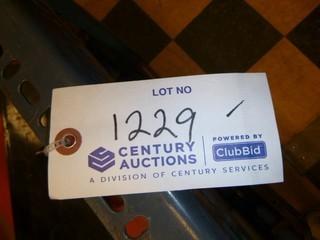 LOT NO
1229
CENTURY AUCTIONS
POWERED BY
ClubBid
A DIVISION OF CENTURY SERVICES